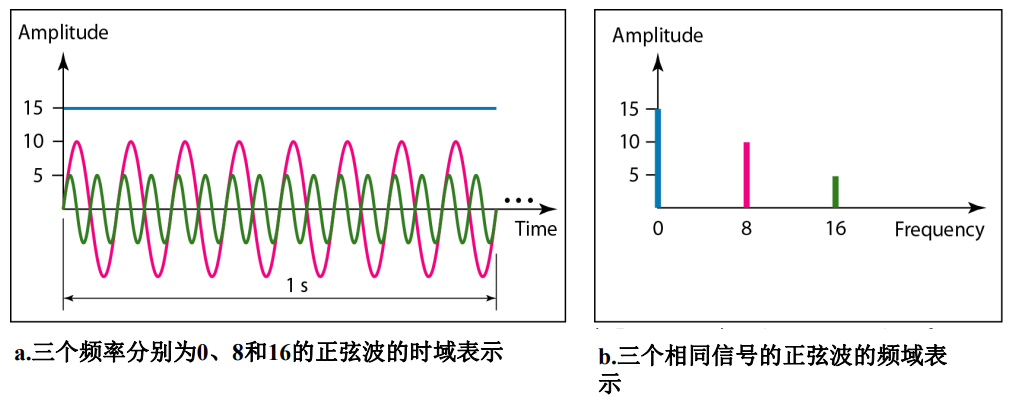 Amplitude
15
10
5
• • •
Time
1 s
a.三个频率分别为0、8和16的正弦波的时域表示
Amplitude
15
10
5
0 8 16 Frequency
b.三个相同信号的正弦波的频域表
示